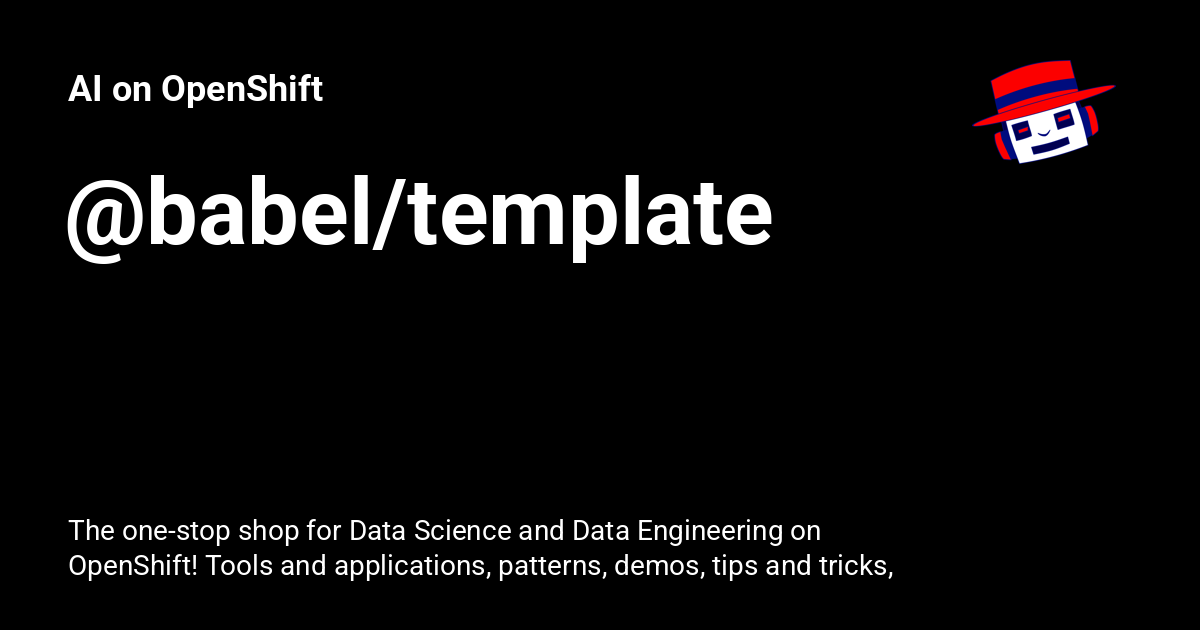 AI on OpenShift
@babel/template
The one-stop shop for Data Science and Data Engineering on
OpenShift! Tools and applications, patterns, demos, tips and tricks,